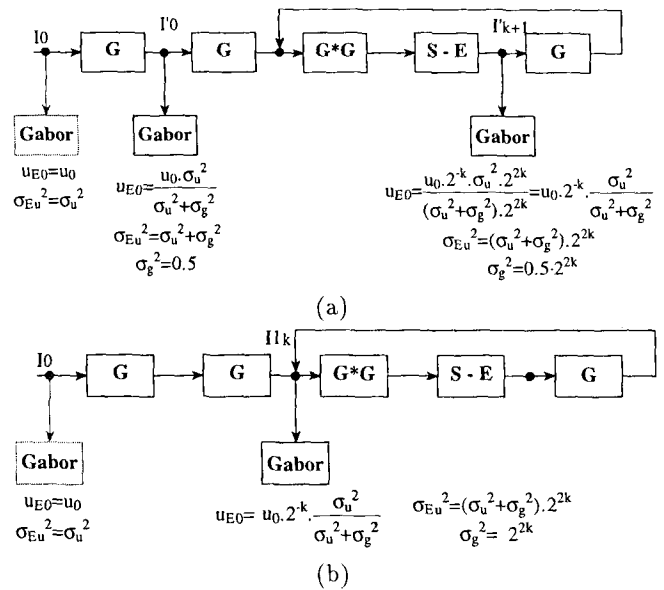 I0 G I'0 G G*G S - E I'k+1 G
Gabor Gabor Gabor
uE0=u0
σEu²=σu²
uE0= u0.σu² / σu²+σg²
σEu²=σu²+σg²
σg²=0.5
uE0= u0.2^-k.σu².2^2k / (σu²+σg²).2^2k =u0.2^-k. σu² / σu²+σg²
σEu²=(σu²+σg²).2^2k
σg²=0.5·2^2k
(a)
I0 G G I1k G*G S - E G
Gabor Gabor
uE0=u0
σEu²=σu²
uE0= u0.2^-k. σu² / σu²+σg²
σEu²=(σu²+σg²).2^2k
σg²= 2^2k
(b)